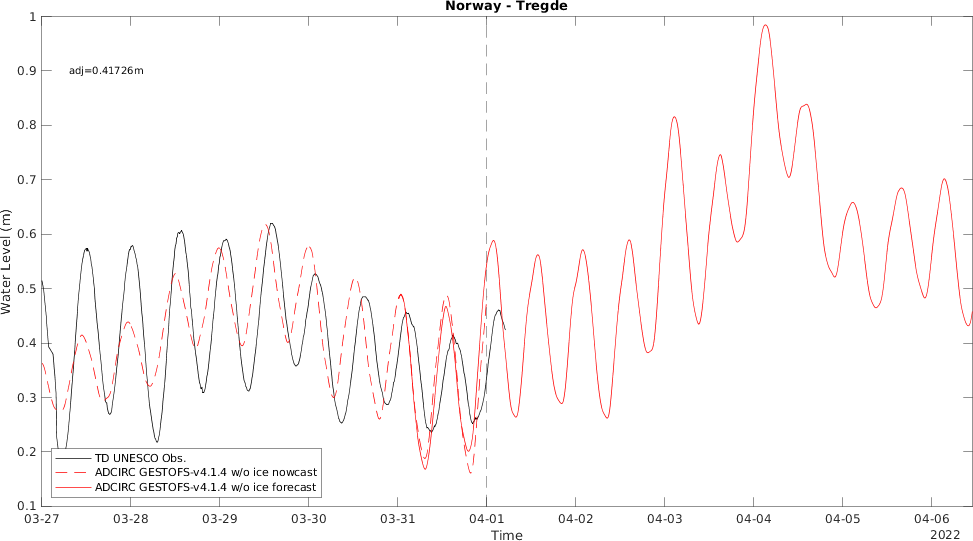 Norway - Tregde
1
0.9
adj=0.41726m
0.8
0.7
0.6
0.5
0.4
0.3
0.2
0.1
Water Level (m)
TD UNESCO Obs.
ADCIRC GESTOFS-v4.1.4 w/o ice nowcast
ADCIRC GESTOFS-v4.1.4 w/o ice forecast
03-27 03-28 03-29 03-30 03-31 04-01 04-02 04-03 04-04 04-05 04-06
Time
2022